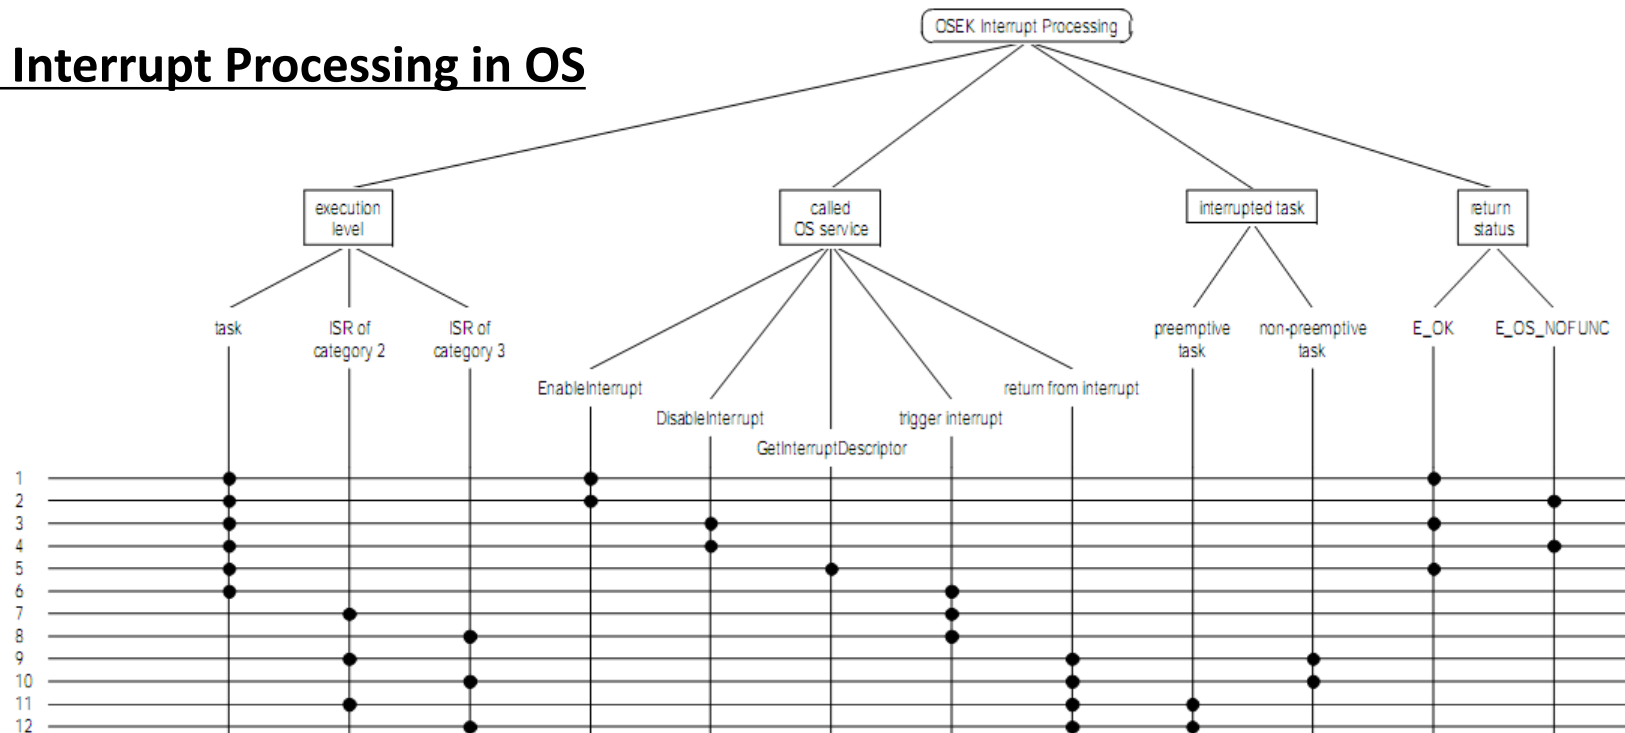 OSEK Interrupt Processing
Interrupt Processing in OS
execution
level
called
OS service
interrupted task
return
status
task
ISR of
category 2
ISR of
category 3
preemptive
task
non-preemptive
task
E_OK
E_OS_NOFUNC
EnableInterrupt
return from interrupt
DisableInterrupt
trigger interrupt
GetInterruptDescriptor
1
2
3
4
5
6
7
8
9
10
11
12